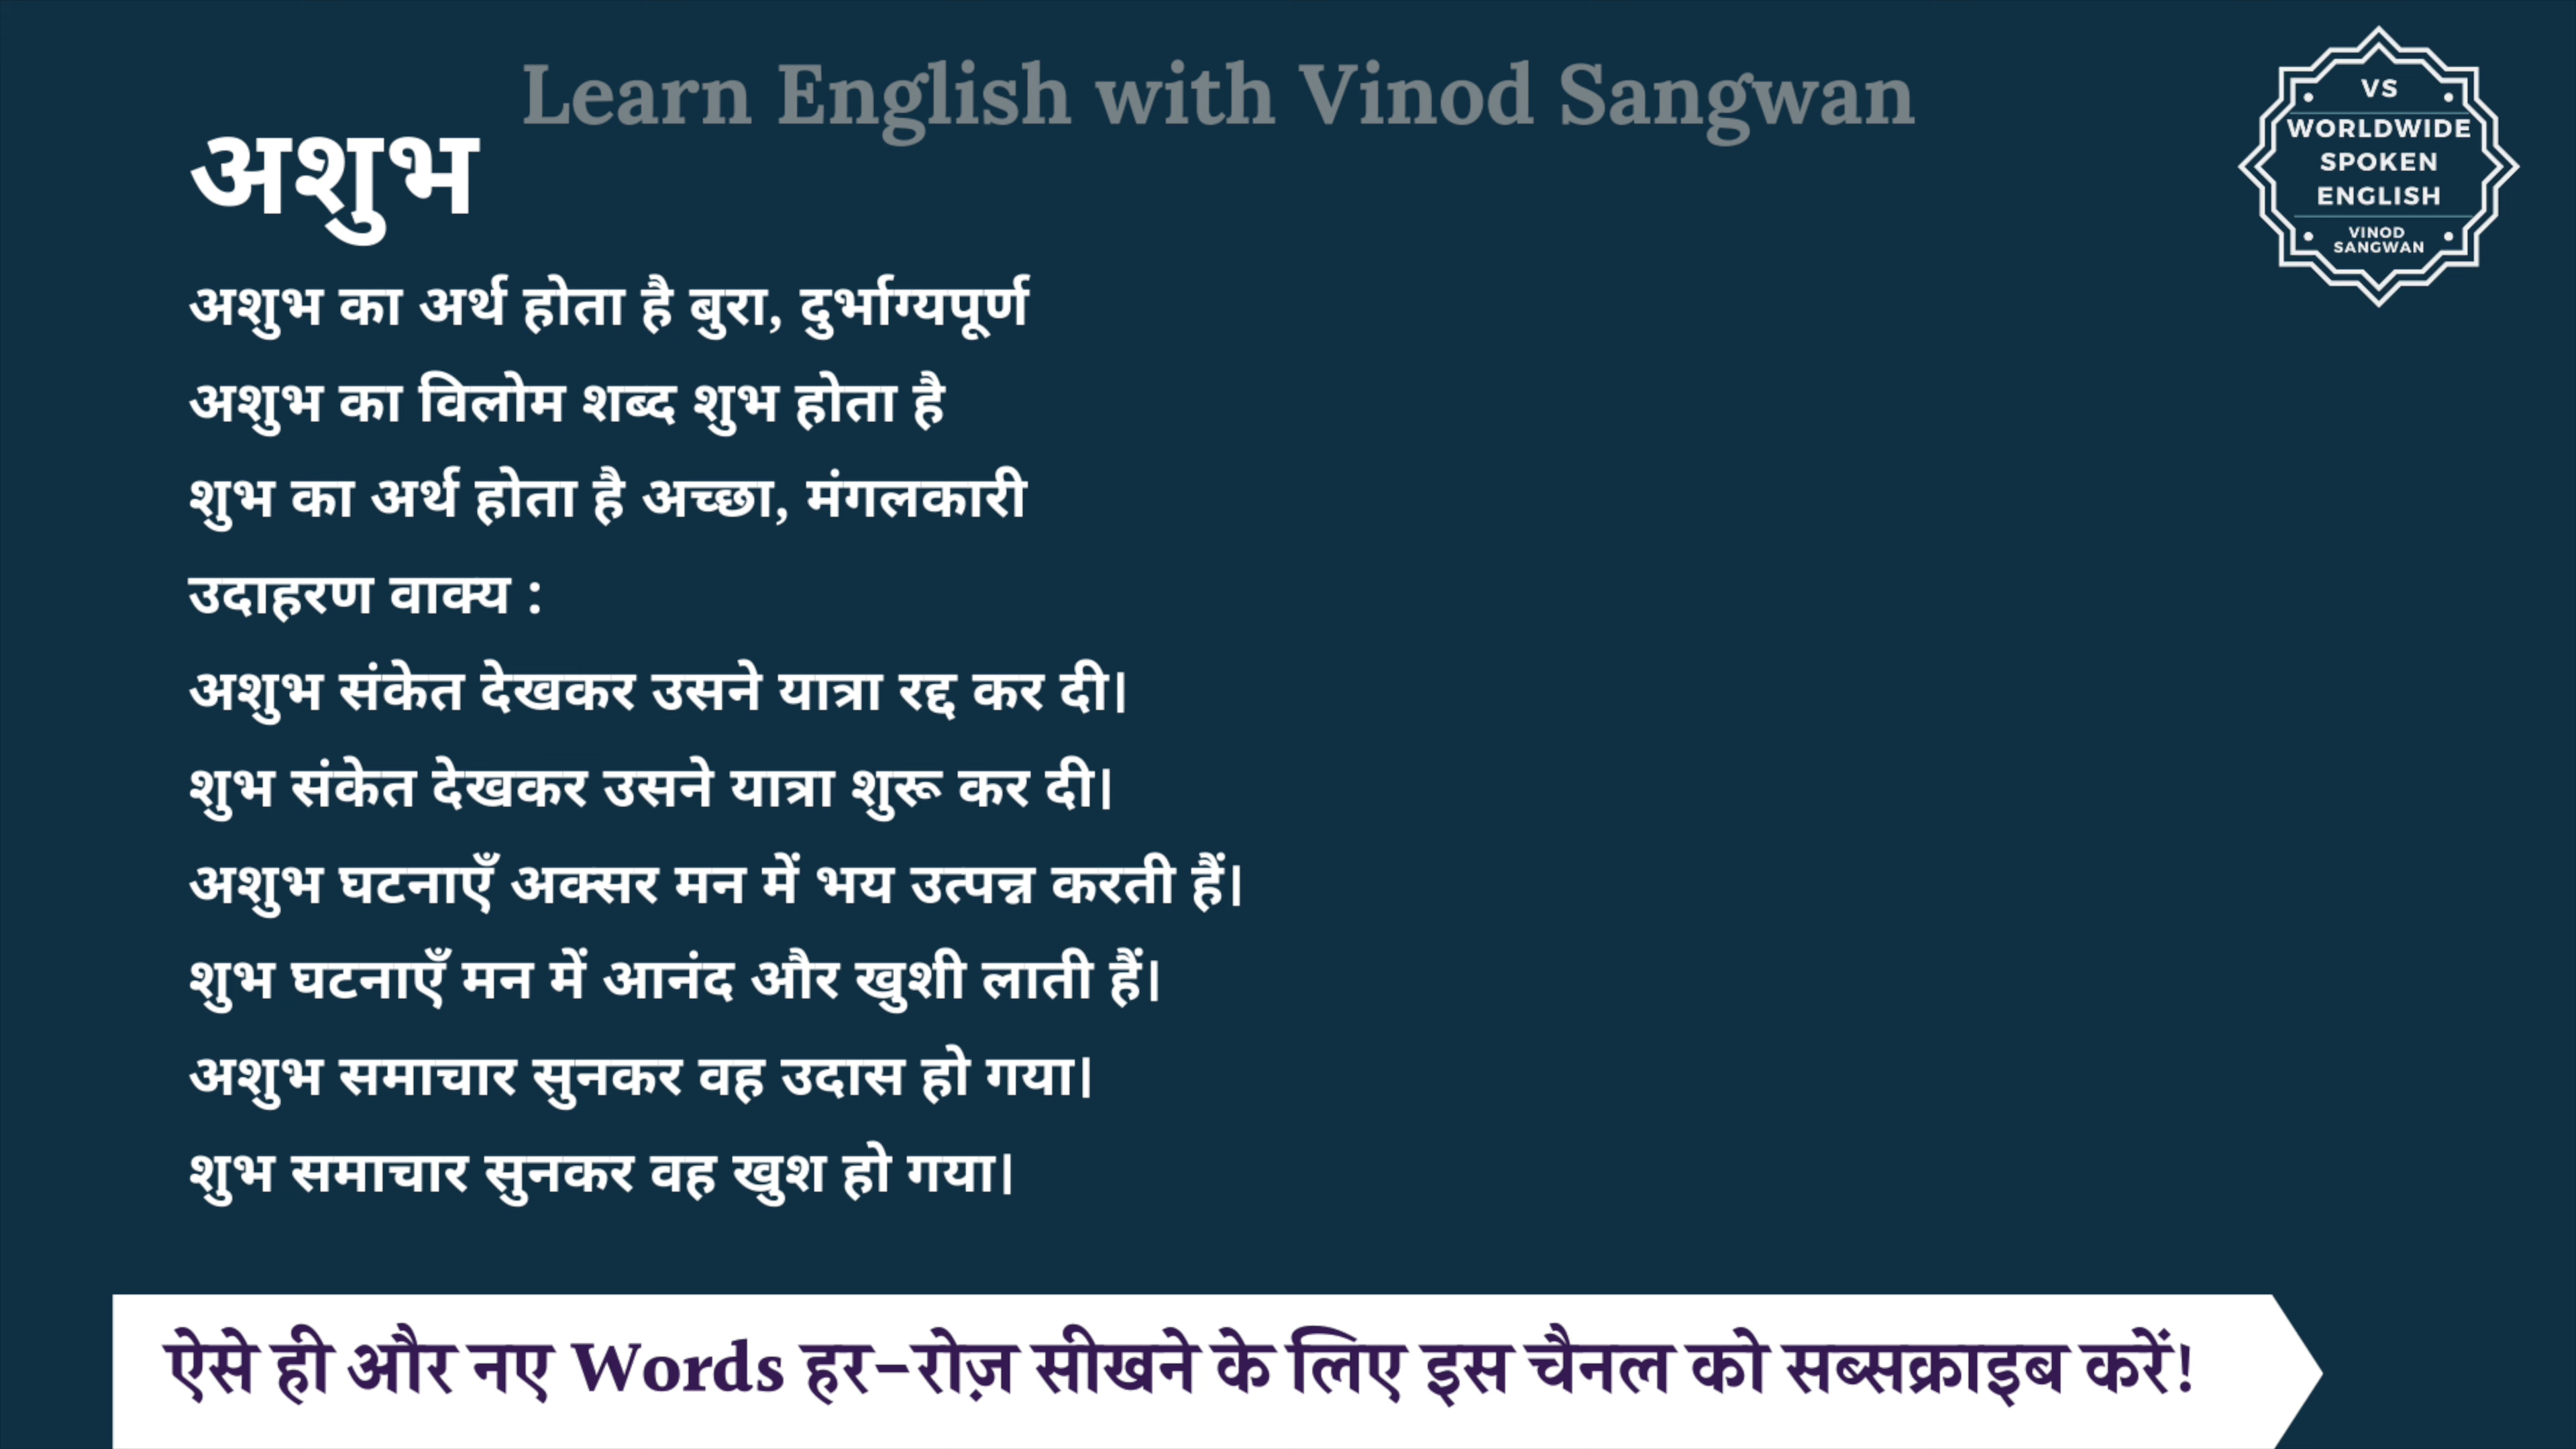 Learn English with Vinod Sangwan
VS
WORLDWIDE
SPOKEN
ENGLISH
VINOD
SANGWAN
अशुभ
अशुभ का अर्थ होता है बुरा, दुर्भाग्यपूर्ण
अशुभ का विलोम शब्द शुभ होता है
शुभ का अर्थ होता है अच्छा, मंगलकारी
उदाहरण वाक्य :
अशुभ संकेत देखकर उसने यात्रा रद्द कर दी।
शुभ संकेत देखकर उसने यात्रा शुरू कर दी।
अशुभ घटनाएँ अक्सर मन में भय उत्पन्न करती हैं।
शुभ घटनाएँ मन में आनंद और खुशी लाती हैं।
अशुभ समाचार सुनकर वह उदास हो गया।
शुभ समाचार सुनकर वह खुश हो गया।
ऐसे ही और नए Words हर-रोज़ सीखने के लिए इस चैनल को सब्सक्राइब करें!